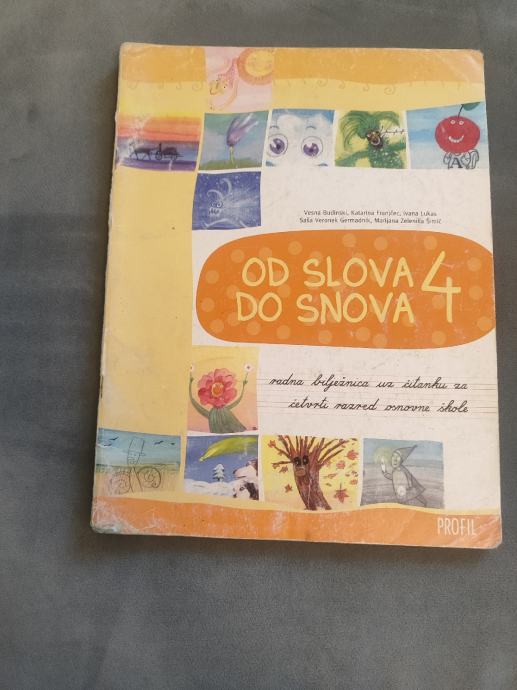 Vesna Budinski, Katarina Franjčec, Ivana Lukas
Saša Veronek Germadnik, Marijana Zelenika Šimić
OD SLOVA 4
DO SNOVA
radna bilježnica uz čitanku za
četvrti razred osnovne škole
PROFIL